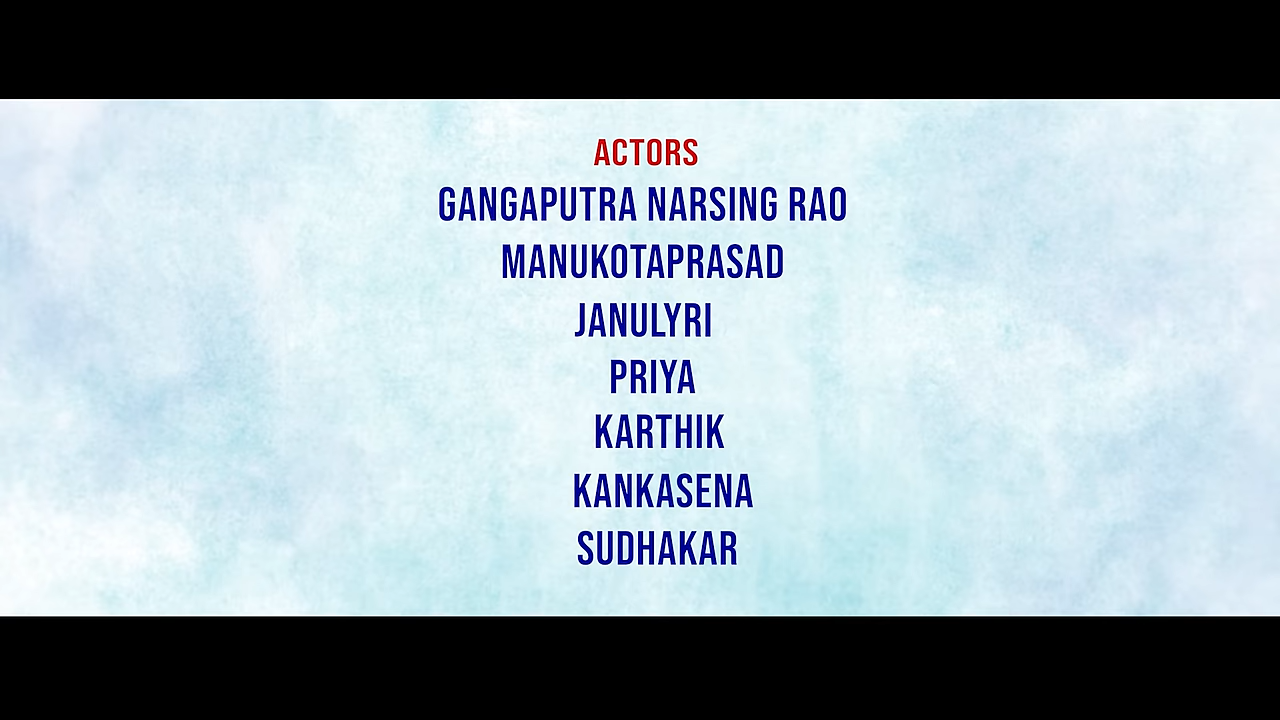 ACTORS
GANGAPUTRA NARSING RAO
MANUKOTAPRASAD
JANULYRI
PRIYA
KARTHIK
KANKASENA
SUDHAKAR